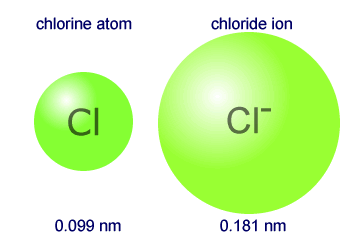 chlorine atom
chloride ion
Cl
Cl⁻
0.099 nm
0.181 nm